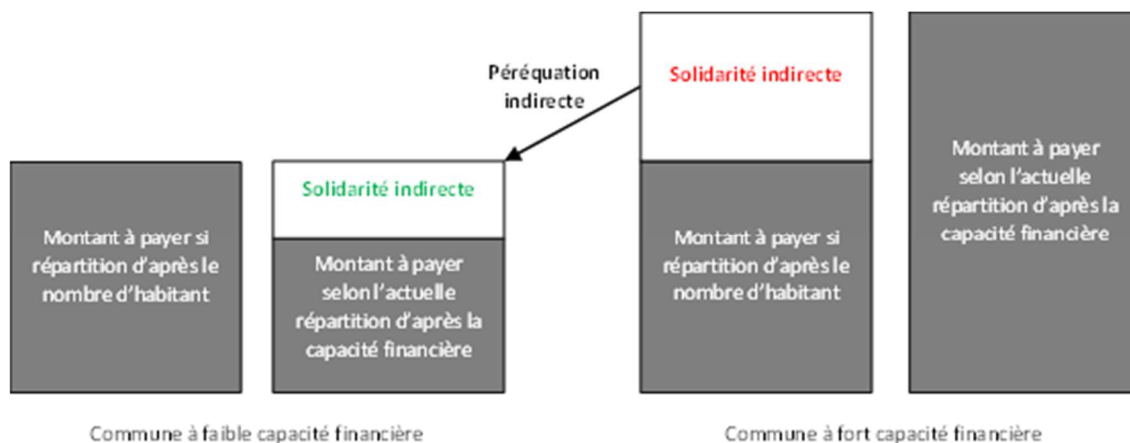 Péréquation
indirecte
Solidarité indirecte
Solidarité indirecte
Montant à payer si
répartition d'après le
nombre d'habitant
Montant à payer
selon l'actuelle
répartition d'après la
capacité financière
Montant à payer si
répartition d'après le
nombre d'habitant
Montant à payer
selon l'actuelle
répartition d'après la
capacité financière
Commune à faible capacité financière
Commune à fort capacité financière